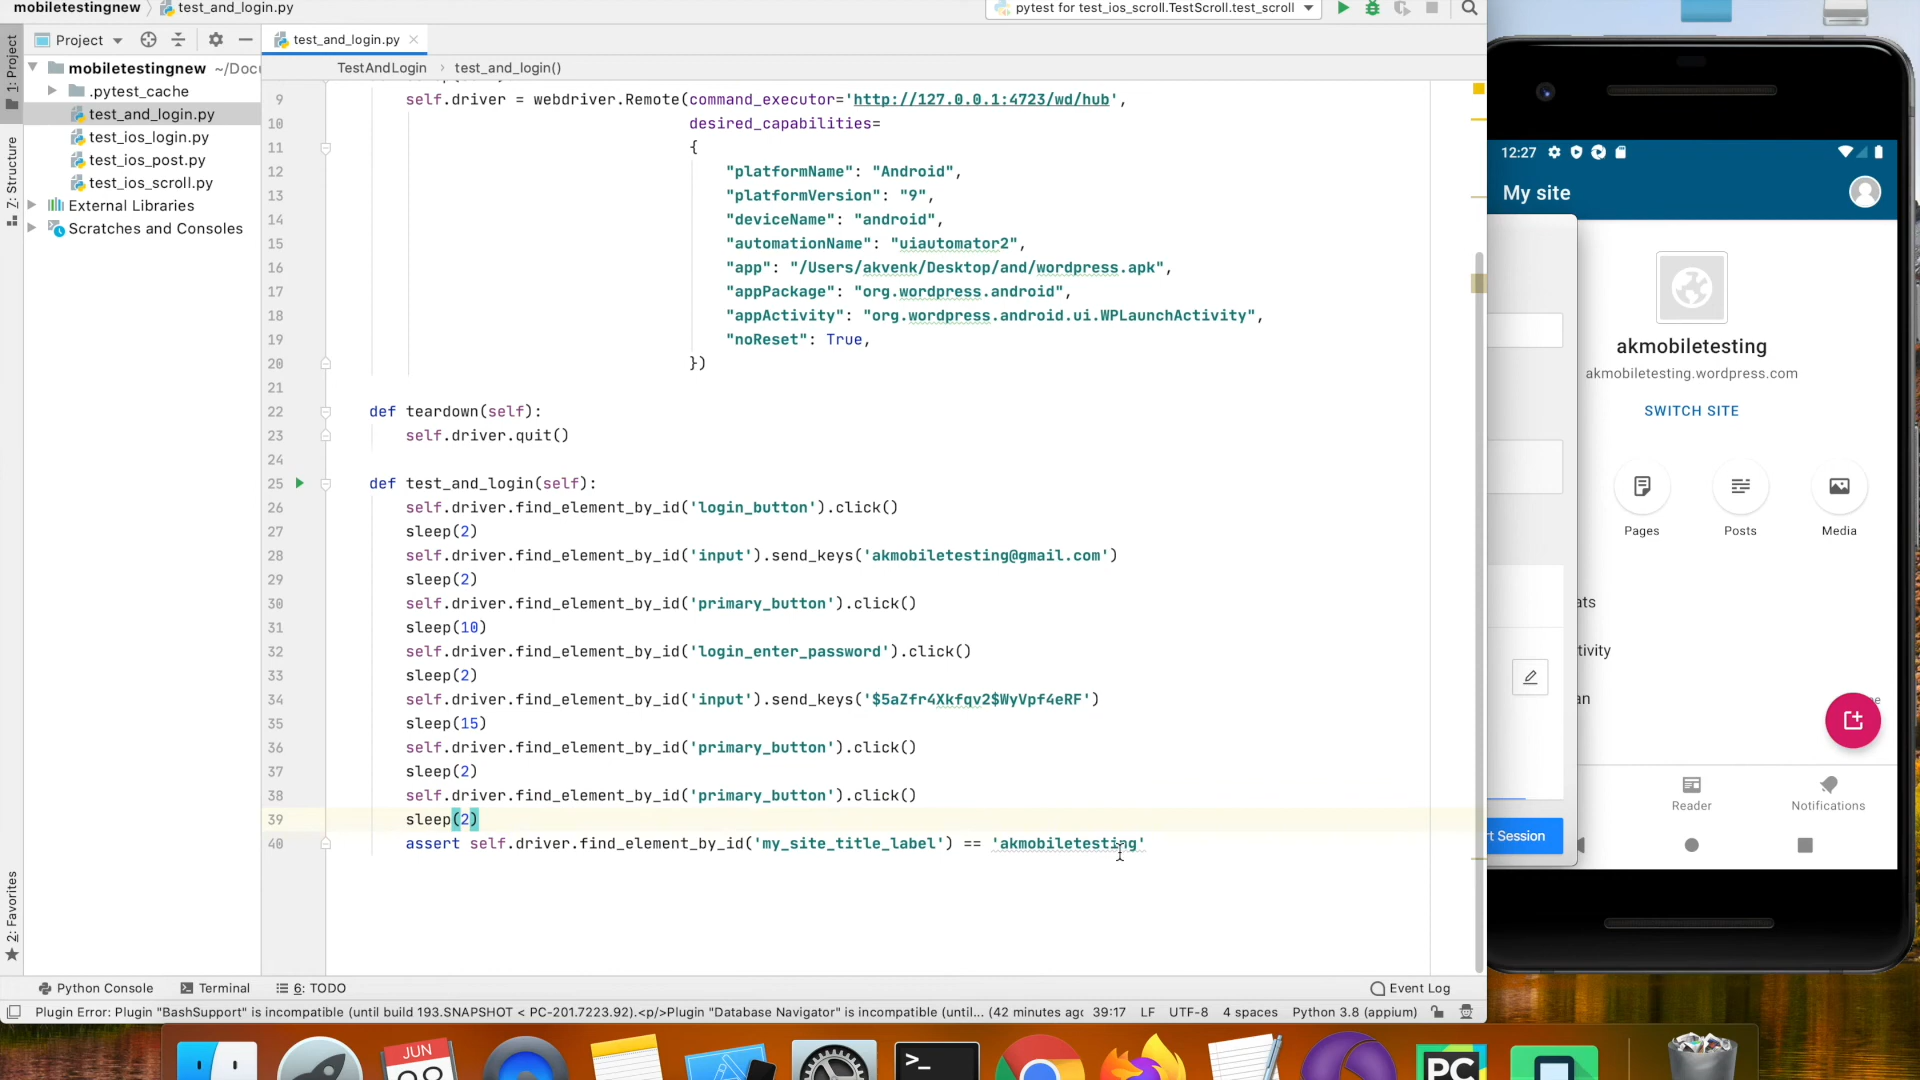 mobiletestingnew
test_and_login.py
pytest for test_ios_scroll.TestScroll.test_scroll
1: Project
Z: Structure
2: Favorites
Project
mobiletestingnew ~/Docu
.pytest_cache
test_and_login.py
test_ios_login.py
test_ios_post.py
test_ios_scroll.py
External Libraries
Scratches and Consoles
test_and_login.py
TestAndLogin > test_and_login()
9 self.driver = webdriver.Remote(command_executor='http://127.0.0.1:4723/wd/hub',
10 desired_capabilities=
11 {
12 "platformName": "Android",
13 "platformVersion": "9",
14 "deviceName": "android",
15 "automationName": "uiautomator2",
16 "app": "/Users/akvenk/Desktop/and/wordpress.apk",
17 "appPackage": "org.wordpress.android",
18 "appActivity": "org.wordpress.android.ui.WPLaunchActivity",
19 "noReset": True,
20 })
21
22 def teardown(self):
23 self.driver.quit()
24
25 def test_and_login(self):
26 self.driver.find_element_by_id('login_button').click()
27 sleep(2)
28 self.driver.find_element_by_id('input').send_keys('akmobiletesting@gmail.com')
29 sleep(2)
30 self.driver.find_element_by_id('primary_button').click()
31 sleep(10)
32 self.driver.find_element_by_id('login_enter_password').click()
33 sleep(2)
34 self.driver.find_element_by_id('input').send_keys('$5aZfr4Xkfqv2$WyVpf4eRF')
35 sleep(15)
36 self.driver.find_element_by_id('primary_button').click()
37 sleep(2)
38 self.driver.find_element_by_id('primary_button').click()
39 sleep(2)
40 assert self.driver.find_element_by_id('my_site_title_label') == 'akmobiletesting'
Python Console
Terminal
6: TODO
Event Log
Plugin Error: Plugin "BashSupport" is incompatible (until build 193.SNAPSHOT < PC-201.7223.92).<p/>Plugin "Database Navigator" is incompatible (until... (42 minutes ago
39:17 LF UTF-8 4 spaces Python 3.8 (appium)
12:27
My site
akmobiletesting
akmobiletesting.wordpress.com
SWITCH SITE
Pages
Posts
Media
ats
tivity
an
Reader
Notifications
t Session
JUN
PC